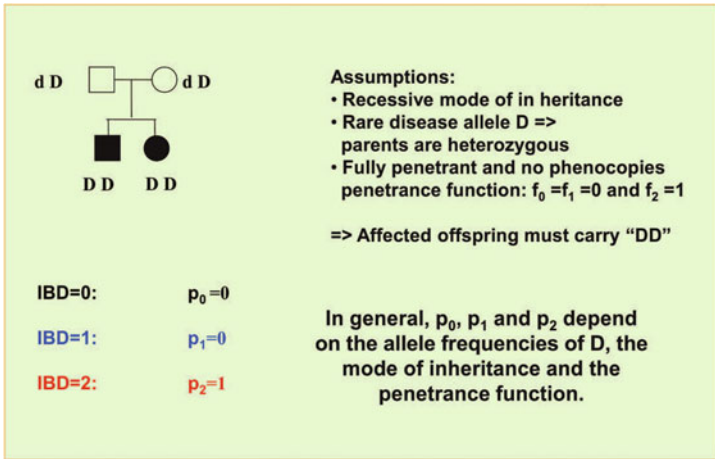 d D
d D
D D
D D
Assumptions:
• Recessive mode of in heritance
• Rare disease allele D =>
parents are heterozygous
• Fully penetrant and no phenocopies
penetrance function: f₀ =f₁ =0 and f₂ =1
=> Affected offspring must carry “DD”
IBD=0: p₀ =0
IBD=1: p₁=0
IBD=2: p₂=1
In general, p₀, p₁ and p₂ depend
on the allele frequencies of D, the
mode of inheritance and the
penetrance function.